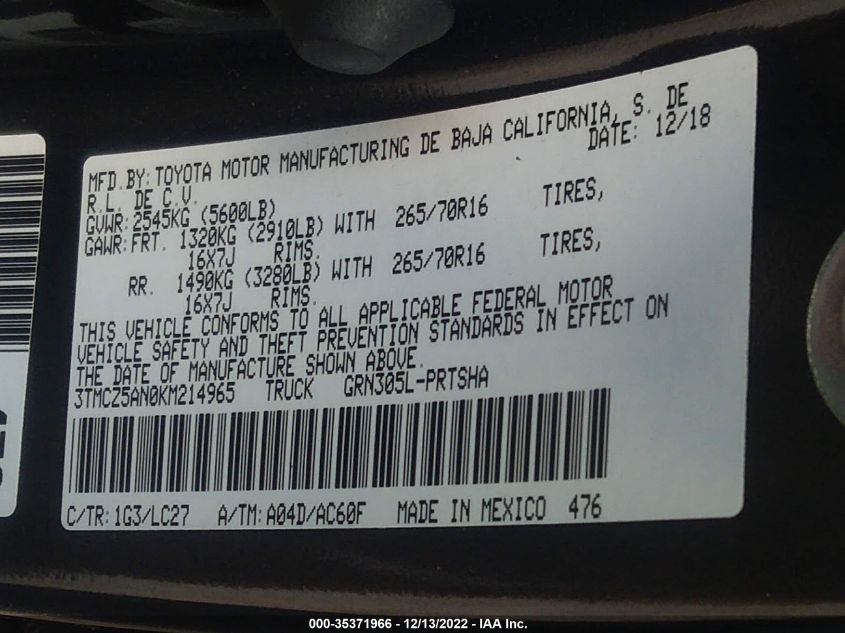 MFD.BY: TOYOTA MOTOR MANUFACTURING DE BAJA CALIFORNIA, S. DE
R.L. DE C.V. DATE: 12/18
GVWR: 2545KG (5600LB)
GAWR: FRT. 1320KG (2910LB) WITH 265/70R16 TIRES,
16X7J RIMS.
RR. 1490KG (3280LB) WITH 265/70R16 TIRES,
16X7J RIMS.
THIS VEHICLE CONFORMS TO ALL APPLICABLE FEDERAL MOTOR
VEHICLE SAFETY AND THEFT PREVENTION STANDARDS IN EFFECT ON
THE DATE OF MANUFACTURE SHOWN ABOVE.
3TMCZ5AN0KM214965 TRUCK GRN305L-PRTSHA
C/TR: 1G3/LC27 A/TM: A04D/AC60F MADE IN MEXICO 476
000-35371966 - 12/13/2022 - IAA Inc.